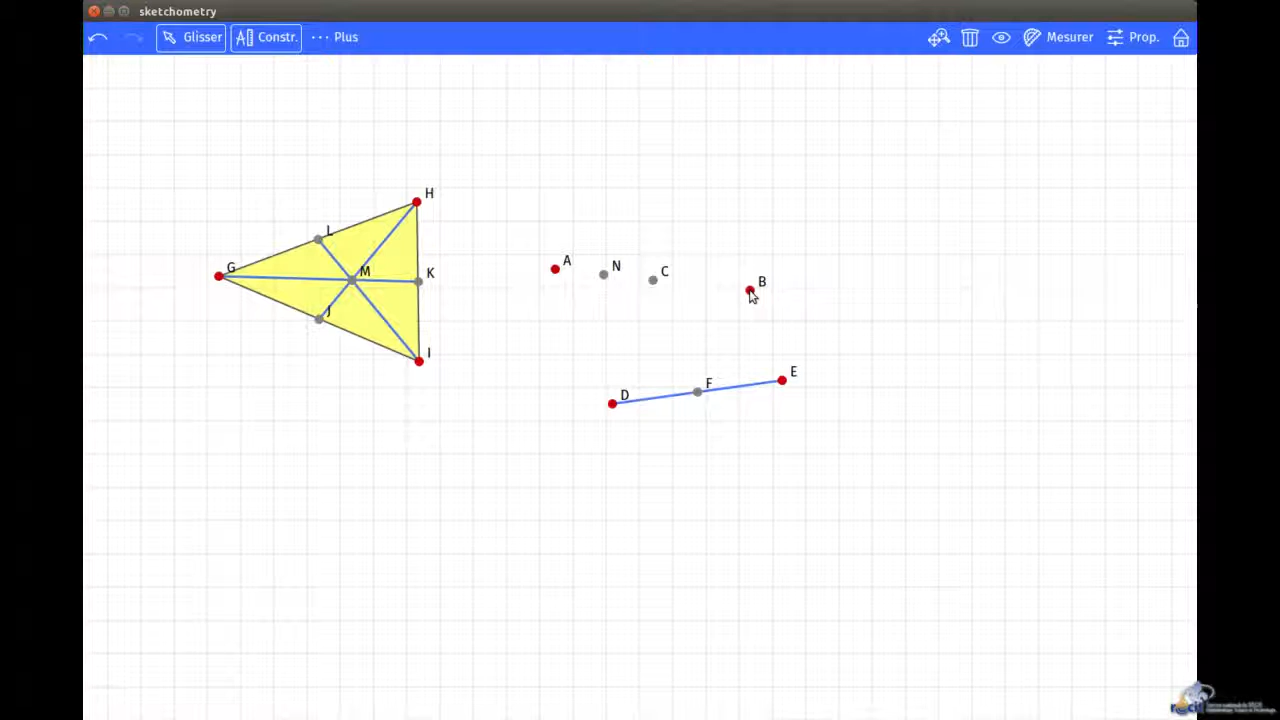 sketchometry
Glisser
Constr.
··· Plus
Mesurer
Prop.
H
L
G
M
K
J
I
A
N
C
B
D
F
E